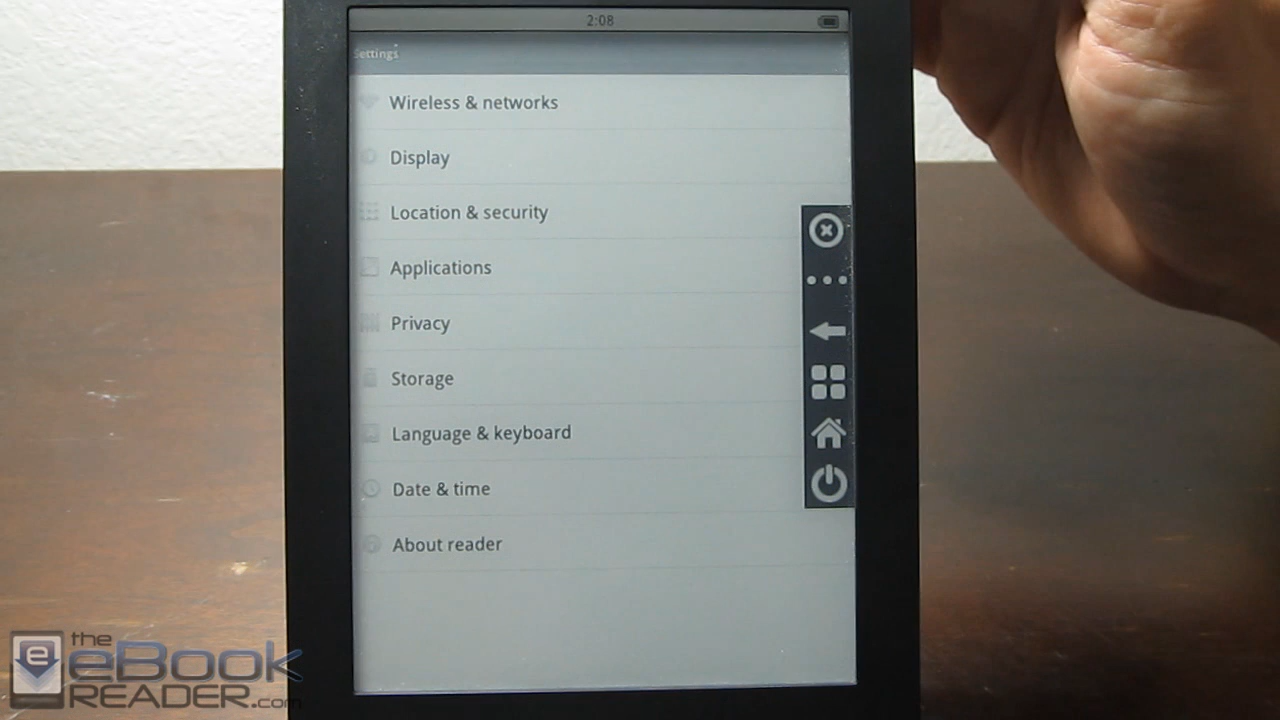 2:08
Settings
Wireless & networks
Display
Location & security
Applications
Privacy
Storage
Language & keyboard
Date & time
About reader
the
eBook
READER.com